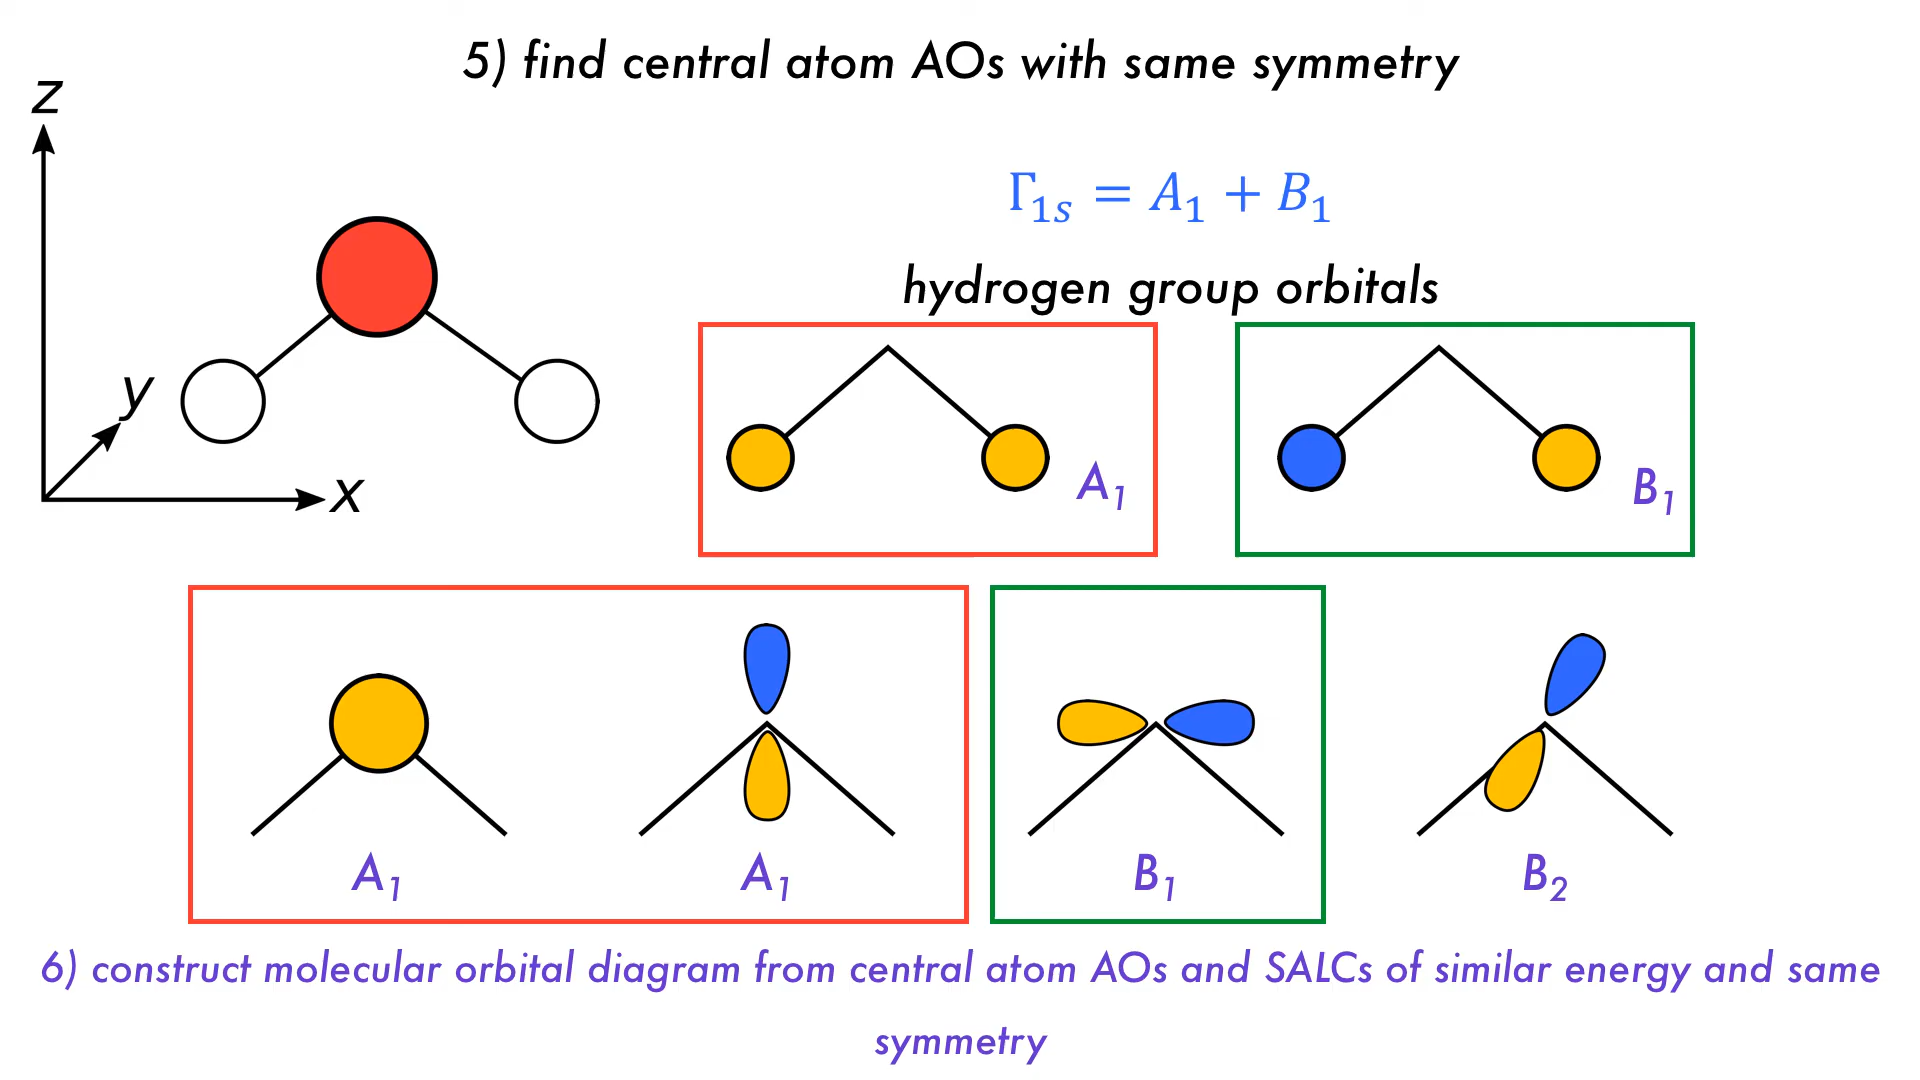 5) find central atom AOs with same symmetry
z
Γ₁ₛ = A₁ + B₁
hydrogen group orbitals
y
x
A₁
B₁
A₁
A₁
B₁
B₂
6) construct molecular orbital diagram from central atom AOs and SALCs of similar energy and same
symmetry